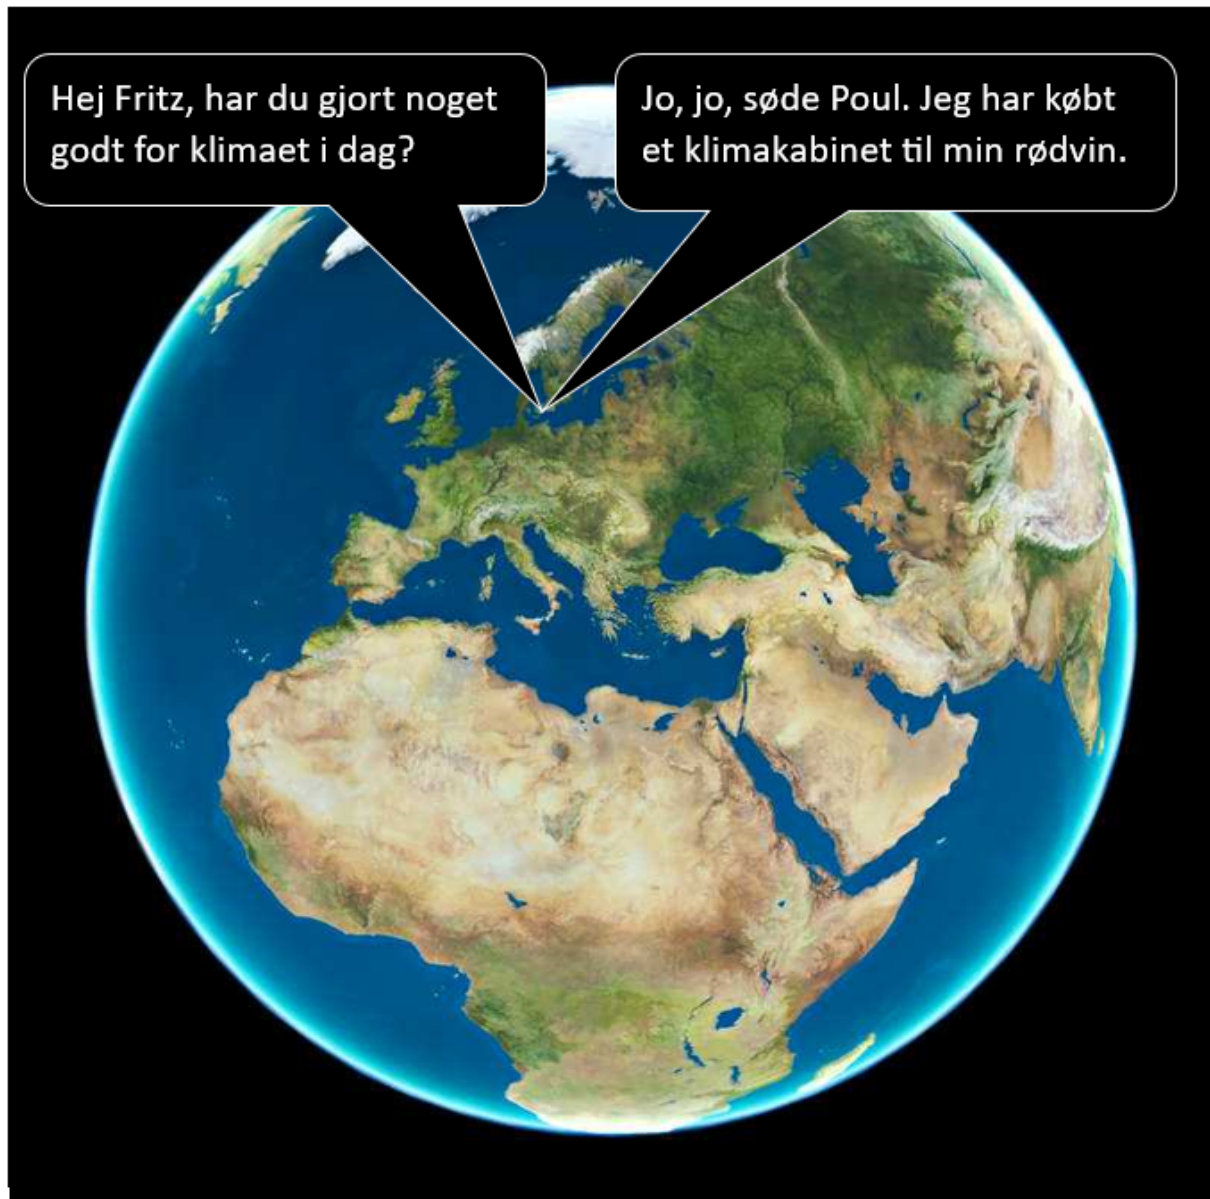 Hej Fritz, har du gjort noget
godt for klimaet i dag?
Jo, jo, søde Poul. Jeg har købt
et klimakabinet til min rødvin.